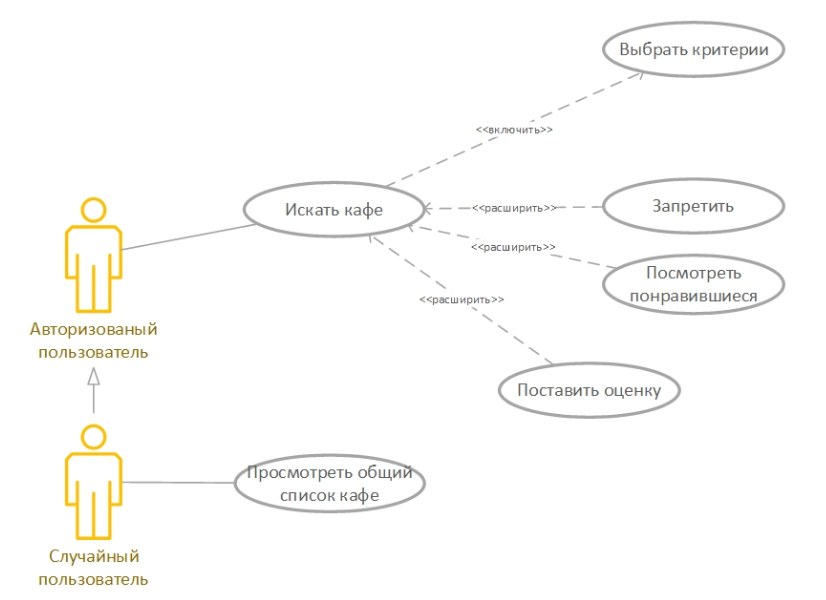 Выбрать критерии
<<включить>>
Искать кафе
<<расширить>>
Запретить
<<расширить>>
Посмотреть
понравившиеся
<<расширить>>
Авторизованый
пользователь
Поставить оценку
Просмотреть общий
список кафе
Случайный
пользователь